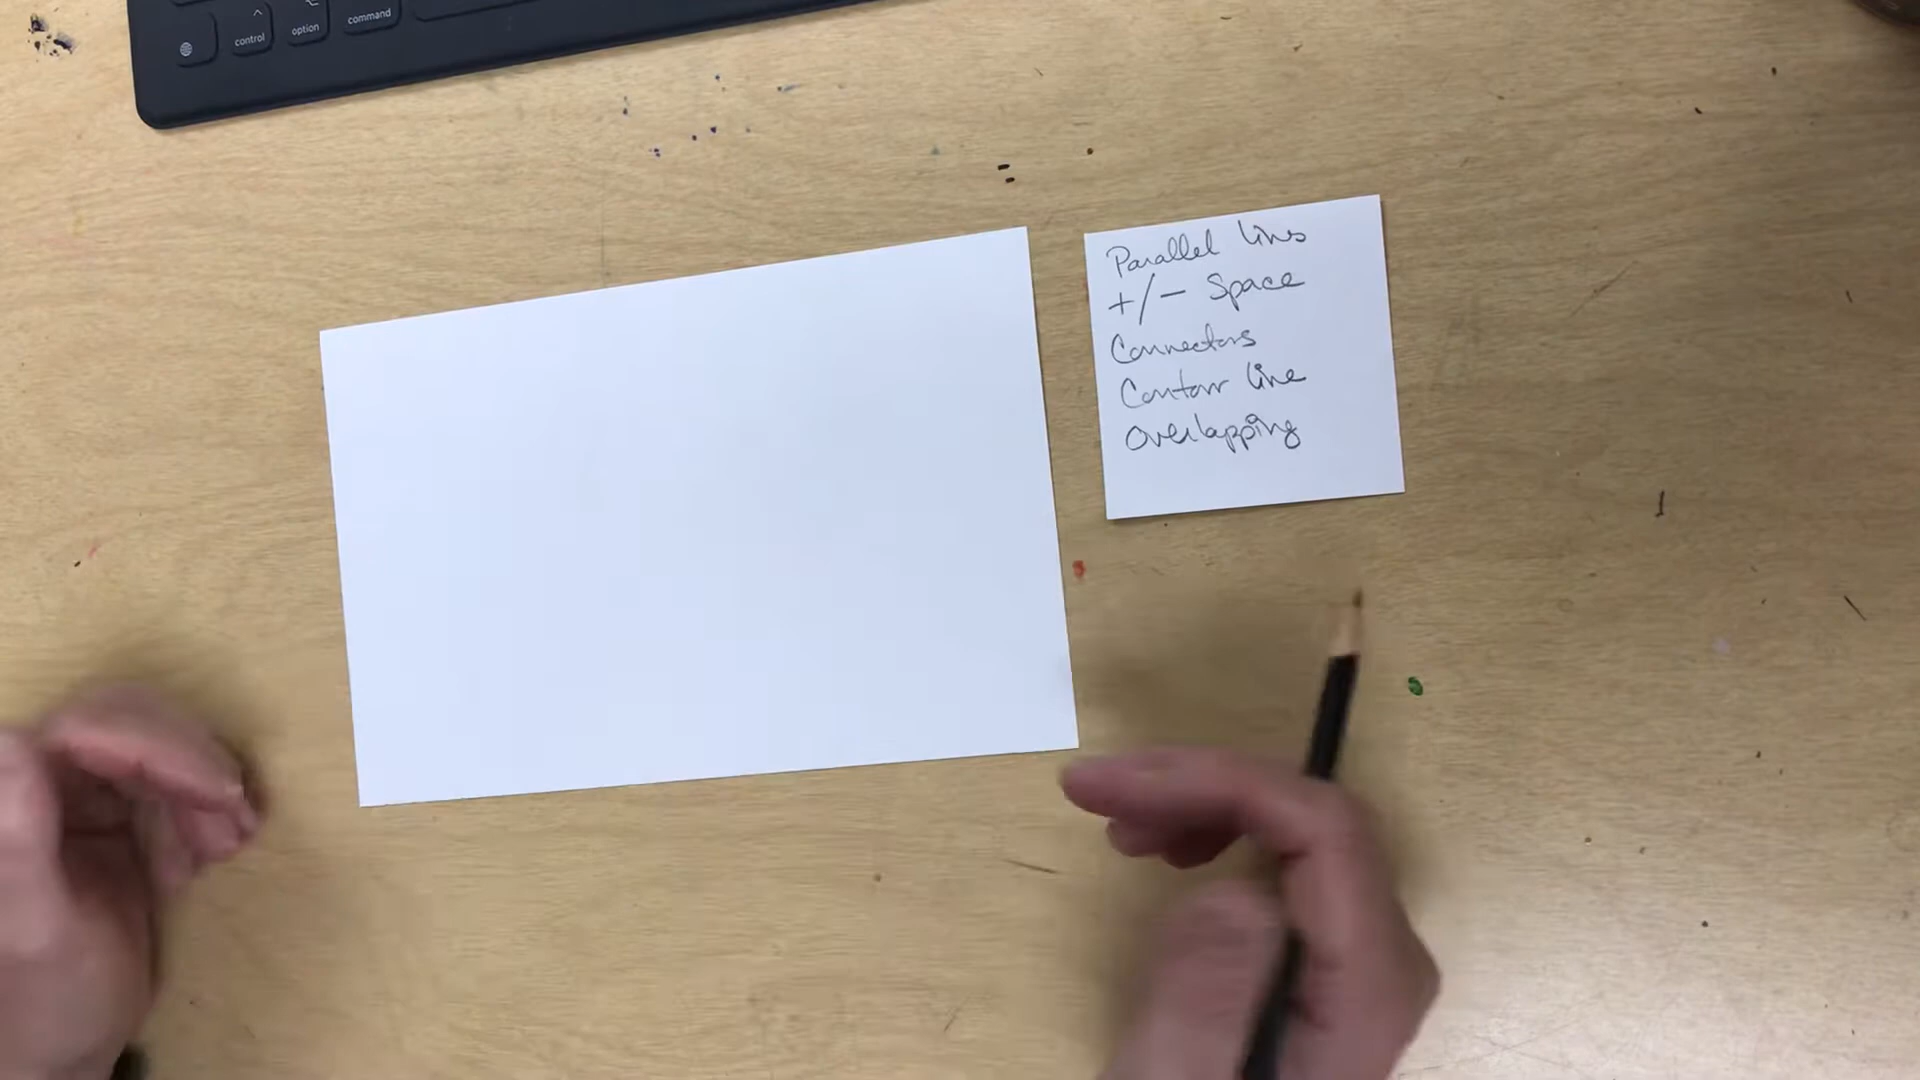 control
option
command
Parallel lines
+/- Space
Connectors
Contour line
Overlapping